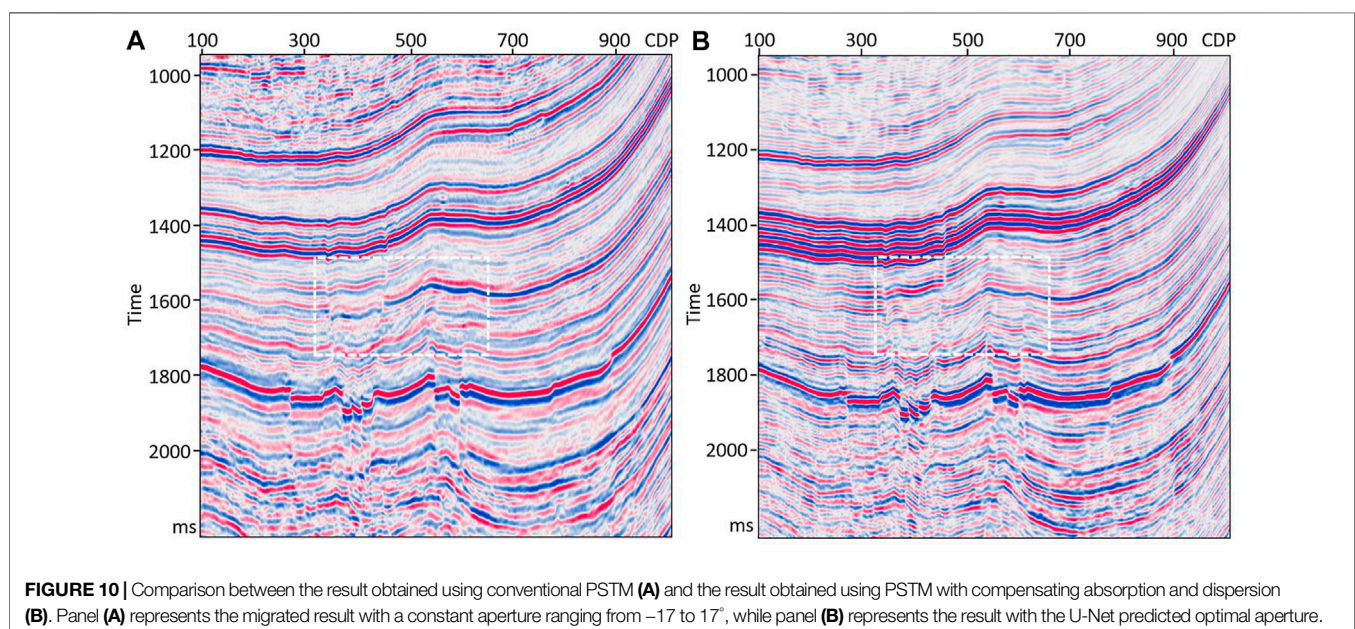 A 100 300 500 700 900 CDP
1000
1200
1400
1600
1800
2000
ms
Time
B 100 300 500 700 900 CDP
1000
1200
1400
1600
1800
2000
ms
Time
FIGURE 10 | Comparison between the result obtained using conventional PSTM (A) and the result obtained using PSTM with compensating absorption and dispersion
(B). Panel (A) represents the migrated result with a constant aperture ranging from −17 to 17°, while panel (B) represents the result with the U-Net predicted optimal aperture.